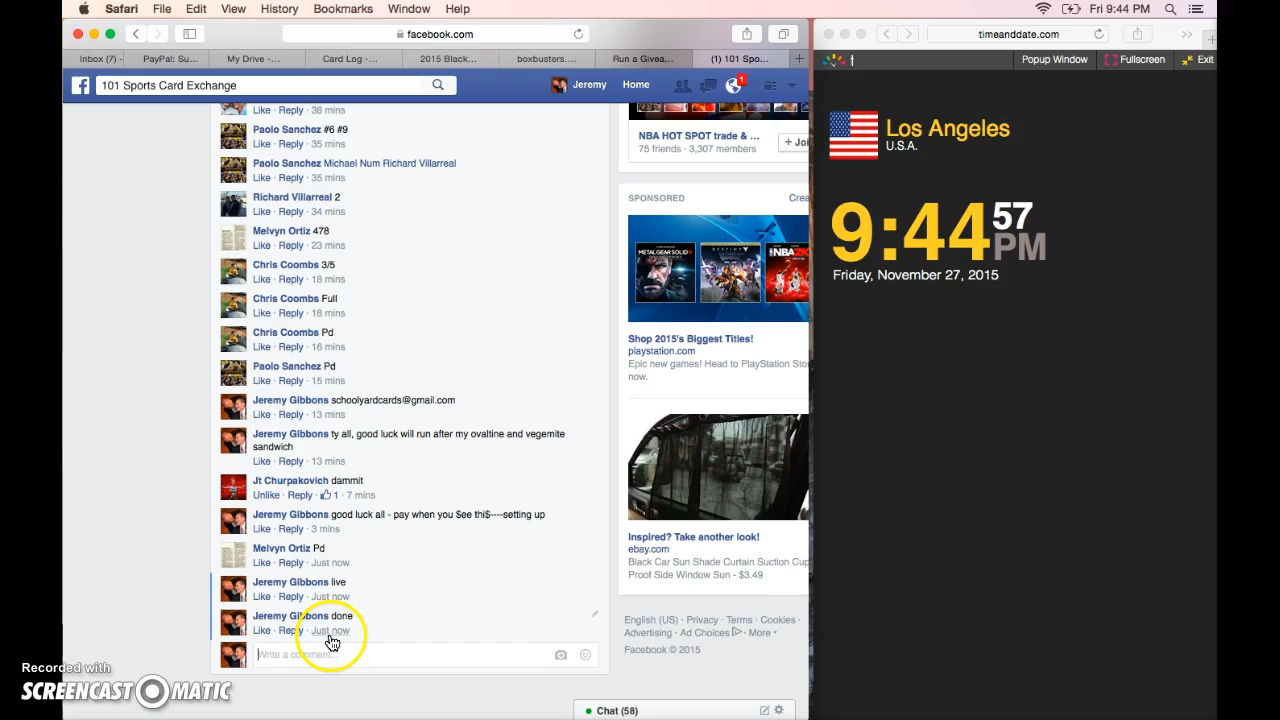 Safari File Edit View History Bookmarks Window Help Fri 9:44 PM
facebook.com
timeanddate.com
Inbox (7) PayPal: Su... My Drive -... Card Log -... 2015 Black... boxbusters.... Run a Givea... (1) 101 Spo...
t Popup Window Fullscreen Exit
101 Sports Card Exchange Jeremy Home 1
Like · Reply · 36 mins
Paolo Sanchez #6 #9
Like · Reply · 35 mins
Paolo Sanchez Michael Num Richard Villarreal
Like · Reply · 35 mins
Richard Villarreal 2
Like · Reply · 34 mins
Melvyn Ortiz 478
Like · Reply · 23 mins
Chris Coombs 3/5
Like · Reply · 18 mins
Chris Coombs Full
Like · Reply · 18 mins
Chris Coombs Pd
Like · Reply · 16 mins
Paolo Sanchez Pd
Like · Reply · 15 mins
Jeremy Gibbons schoolyardcards@gmail.com
Like · Reply · 13 mins
Jeremy Gibbons ty all, good luck will run after my ovaltine and vegemite
sandwich
Like · Reply · 13 mins
Jt Churpakovich dammit
Unlike · Reply · 1 · 7 mins
Jeremy Gibbons good luck all - pay when you $ee thi$----setting up
Like · Reply · 3 mins
Melvyn Ortiz Pd
Like · Reply · Just now
Jeremy Gibbons live
Like · Reply · Just now
Jeremy Gibbons done
Like · Reply · Just now
Write a comment...
NBA HOT SPOT trade & ...
75 friends · 3,307 members
+ Joi
SPONSORED Crea
METAL GEAR SOLID V
DESTINY
NBA2K
Shop 2015's Biggest Titles!
playstation.com
Epic new games! Head to PlayStation Sto
now.
Inspired? Take another look!
ebay.com
Black Car Sun Shade Curtain Suction Cup
Proof Side Window Sun - $3.49
English (US) · Privacy · Terms · Cookies ·
Advertising · Ad Choices · More
Facebook © 2015
Chat (58)
Los Angeles
U.S.A.
9:44 57 PM
Friday, November 27, 2015
Recorded with
SCREENCAST O MATIC